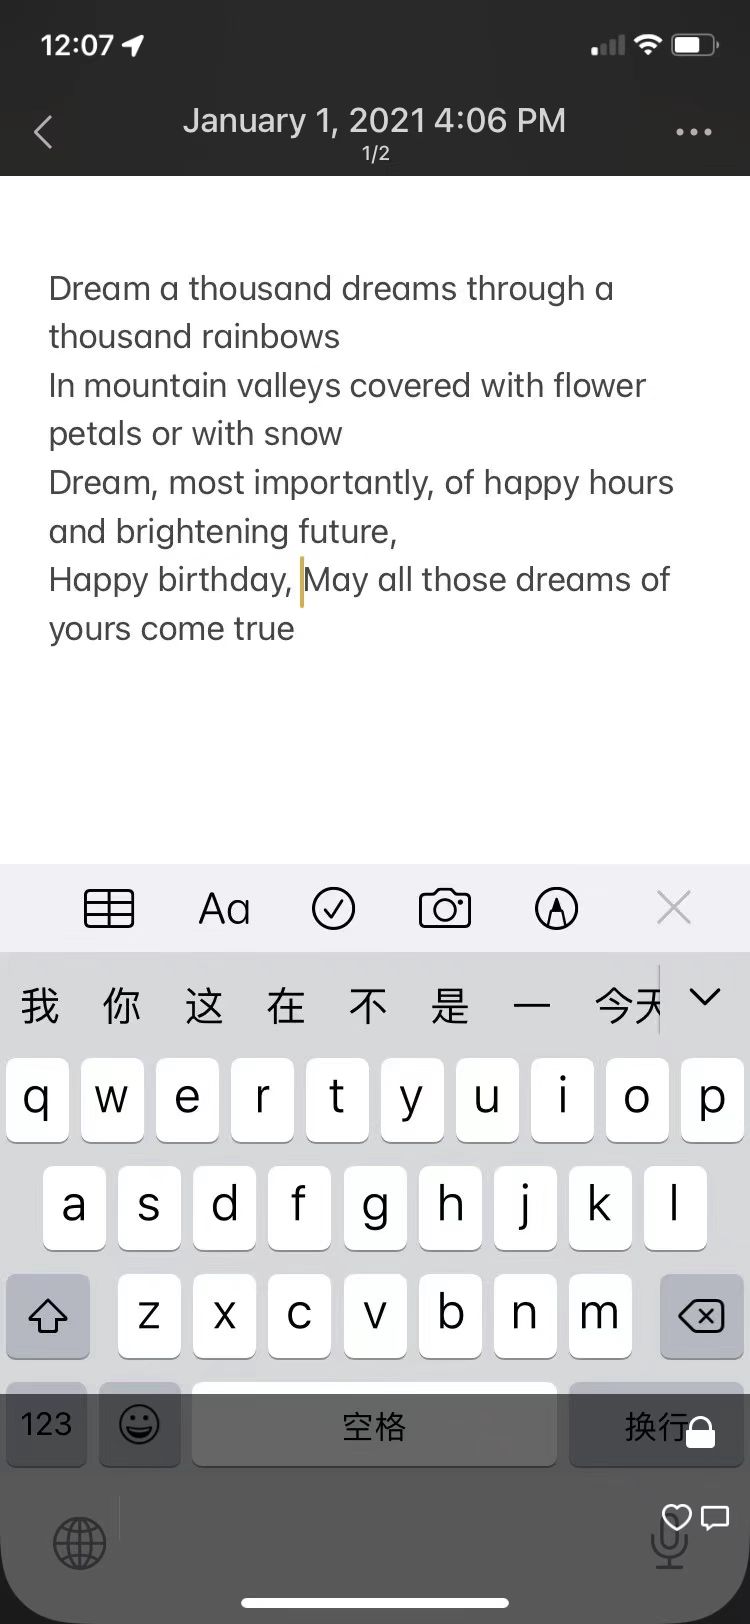 12:07
January 1, 2021 4:06 PM
1/2
Dream a thousand dreams through a
thousand rainbows
In mountain valleys covered with flower
petals or with snow
Dream, most importantly, of happy hours
and brightening future,
Happy birthday, May all those dreams of
yours come true
Aa
我 你 这 在 不 是 一 今天
q w e r t y u i o p
a s d f g h j k l
z x c v b n m
123 空格 换行